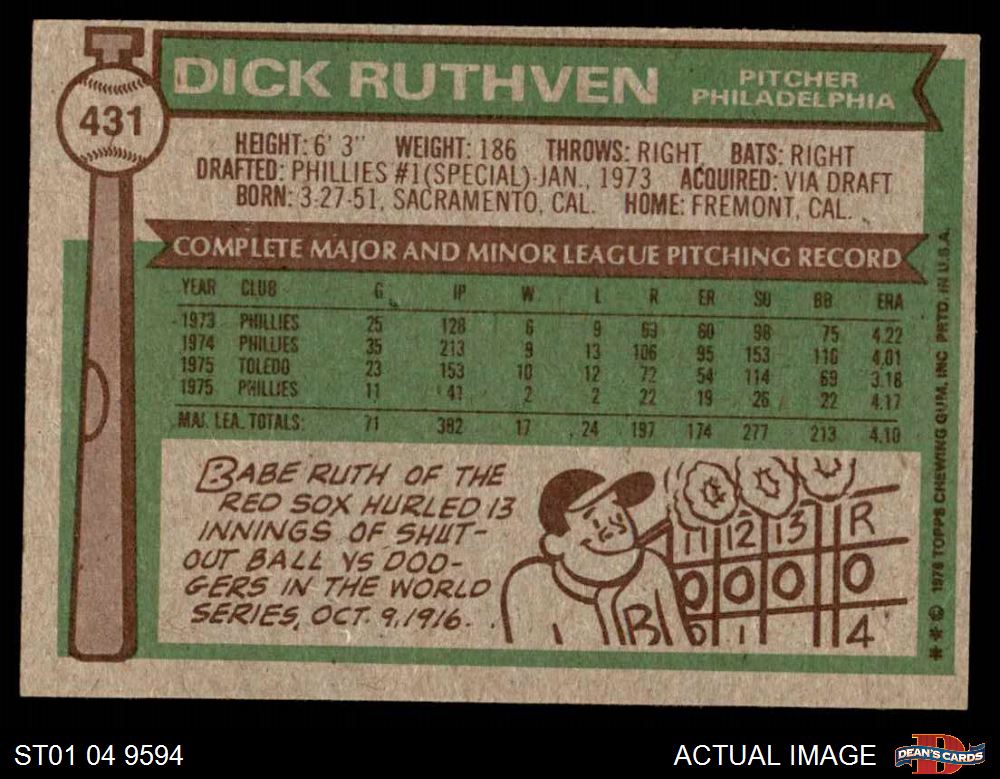 431
DICK RUTHVEN
PITCHER
PHILADELPHIA
HEIGHT: 6' 3" WEIGHT: 186 THROWS: RIGHT BATS: RIGHT
DRAFTED: PHILLIES #1(SPECIAL)-JAN., 1973 ACQUIRED: VIA DRAFT
BORN: 3-27-51, SACRAMENTO, CAL. HOME: FREMONT, CAL.
COMPLETE MAJOR AND MINOR LEAGUE PITCHING RECORD
YEAR CLUB G IP W L R ER SO BB ERA
1973 PHILLIES 25 128 6 9 69 60 98 75 4.22
1974 PHILLIES 35 213 9 13 106 95 153 116 4.01
1975 TOLEDO 23 153 10 12 72 54 114 69 3.18
1975 PHILLIES 11 41 2 2 22 19 26 22 4.17
MAJ. LEA. TOTALS: 71 382 17 24 197 174 277 213 4.10
BABE RUTH OF THE
RED SOX HURLED 13
INNINGS OF SHUT-
OUT BALL VS DOD-
GERS IN THE WORLD
SERIES, OCT. 9, 1916.
11 12 13 R
0 0 0 0
0 1 4
B
** © 1976 TOPPS CHEWING GUM, INC PRTD. IN U.S.A.
ST01 04 9594
ACTUAL IMAGE
D
DEAN'S CARDS